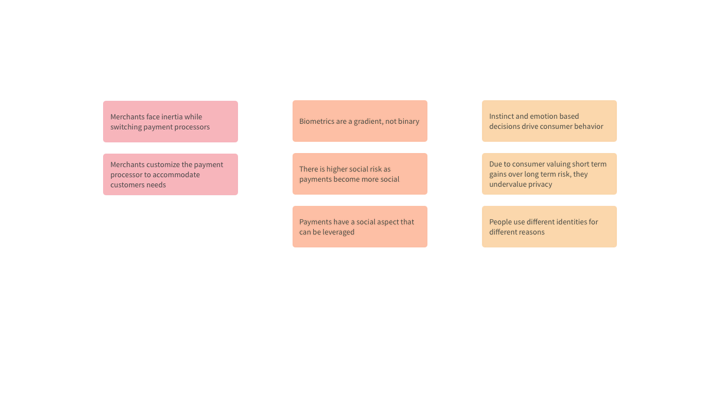 Merchants face inertia while
switching payment processors
Merchants customize the payment
processor to accommodate
customers needs
Biometrics are a gradient, not binary
There is higher social risk as
payments become more social
Payments have a social aspect that
can be leveraged
Instinct and emotion based
decisions drive consumer behavior
Due to consumer valuing short term
gains over long term risk, they
undervalue privacy
People use different identities for
different reasons